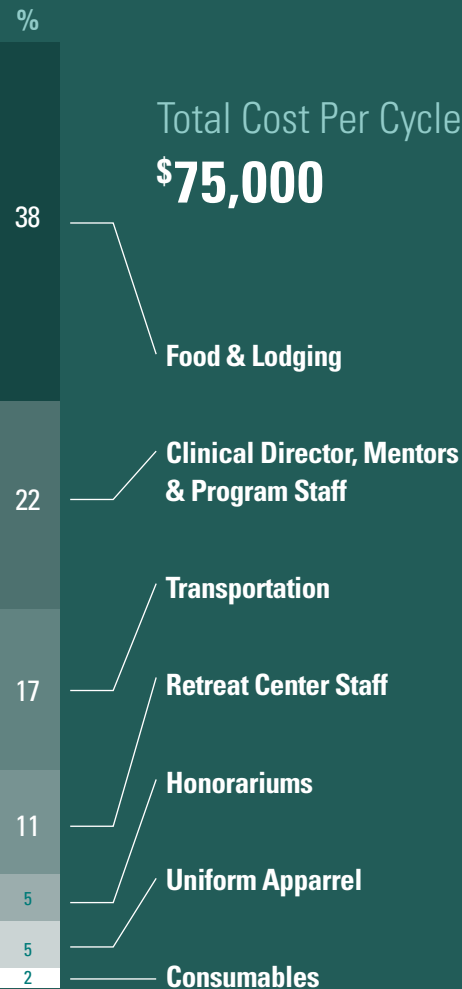 %
Total Cost Per Cycle
$75,000
38
Food & Lodging
22
Clinical Director, Mentors
& Program Staff
17
Transportation
11
Retreat Center Staff
5
Honorariums
5
Uniform Apparrel
2
Consumables